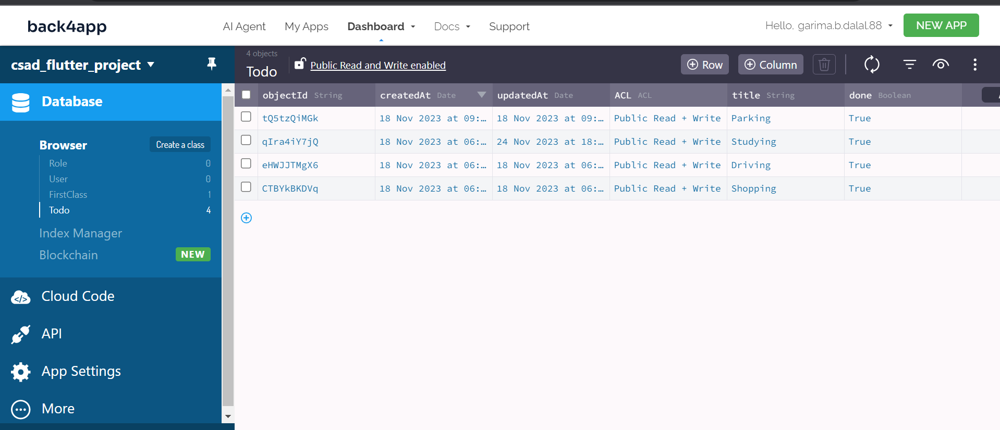 back4app
AI Agent My Apps Dashboard Docs Support Hello, garima.b.dalal.88 NEW APP
csad_flutter_project
4 objects
Todo Public Read and Write enabled Row Column
Database
Browser Create a class
Role 0
User 0
FirstClass 1
Todo 4
Index Manager
Blockchain NEW
Cloud Code
API
App Settings
More
objectId String createdAt Date updatedAt Date ACL ACL title String done Boolean
tQ5tzQiMGk 18 Nov 2023 at 09:… 18 Nov 2023 at 09:… Public Read + Write Parking True
qIra4iY7jQ 18 Nov 2023 at 06:… 24 Nov 2023 at 18:… Public Read + Write Studying True
eHWJJTMgX6 18 Nov 2023 at 06:… 18 Nov 2023 at 06:… Public Read + Write Driving True
CTBYkBKDVq 18 Nov 2023 at 06:… 18 Nov 2023 at 06:… Public Read + Write Shopping True